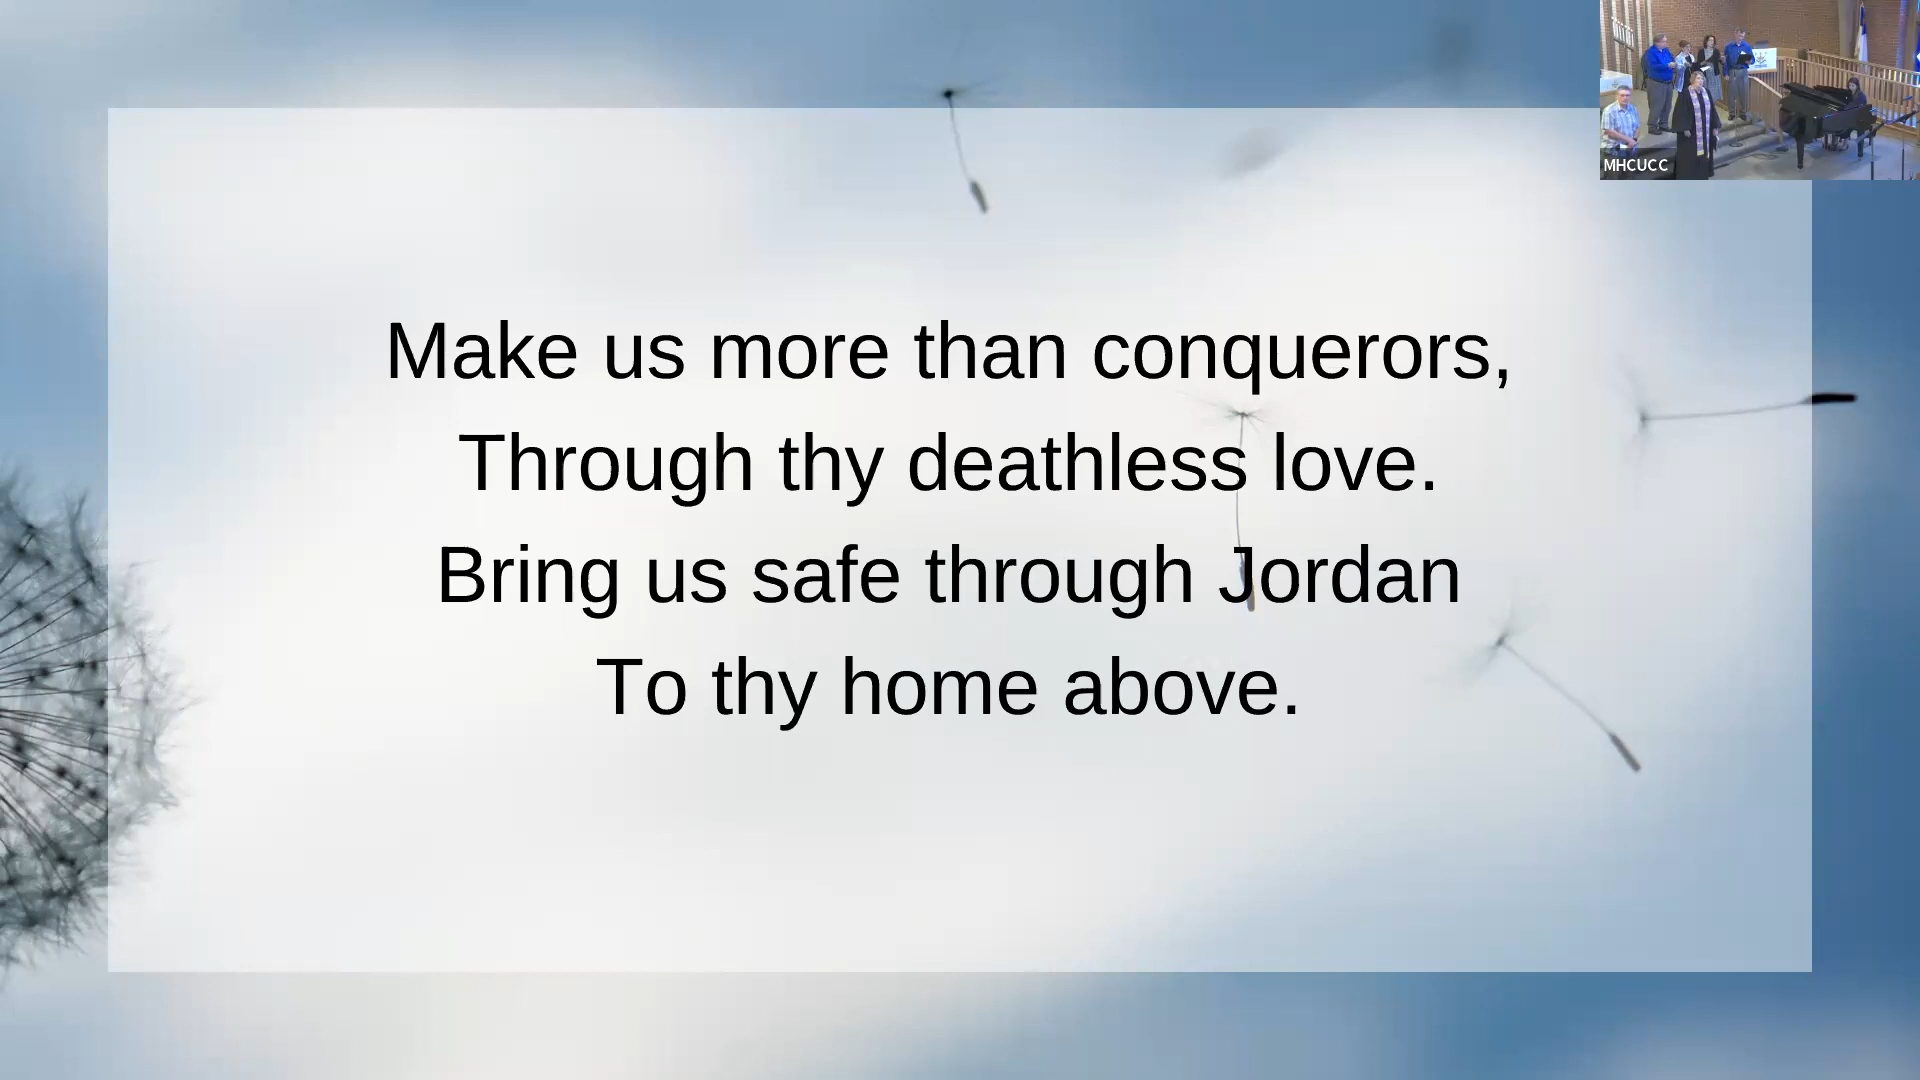 Make us more than conquerors,
Through thy deathless love.
Bring us safe through Jordan
To thy home above.
MHCUCC